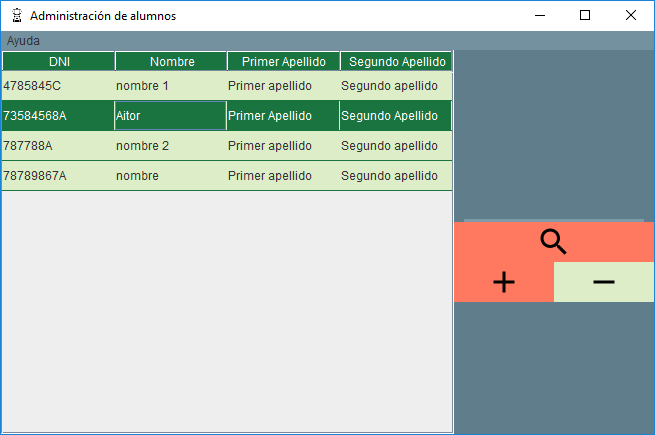 Administración de alumnos
Ayuda
DNI Nombre Primer Apellido Segundo Apellido
4785845C nombre 1 Primer apellido Segundo apellido
73584568A Aitor Primer Apellido Segundo Apellido
787788A nombre 2 Primer apellido Segundo apellido
78789867A nombre Primer apellido Segundo apellido